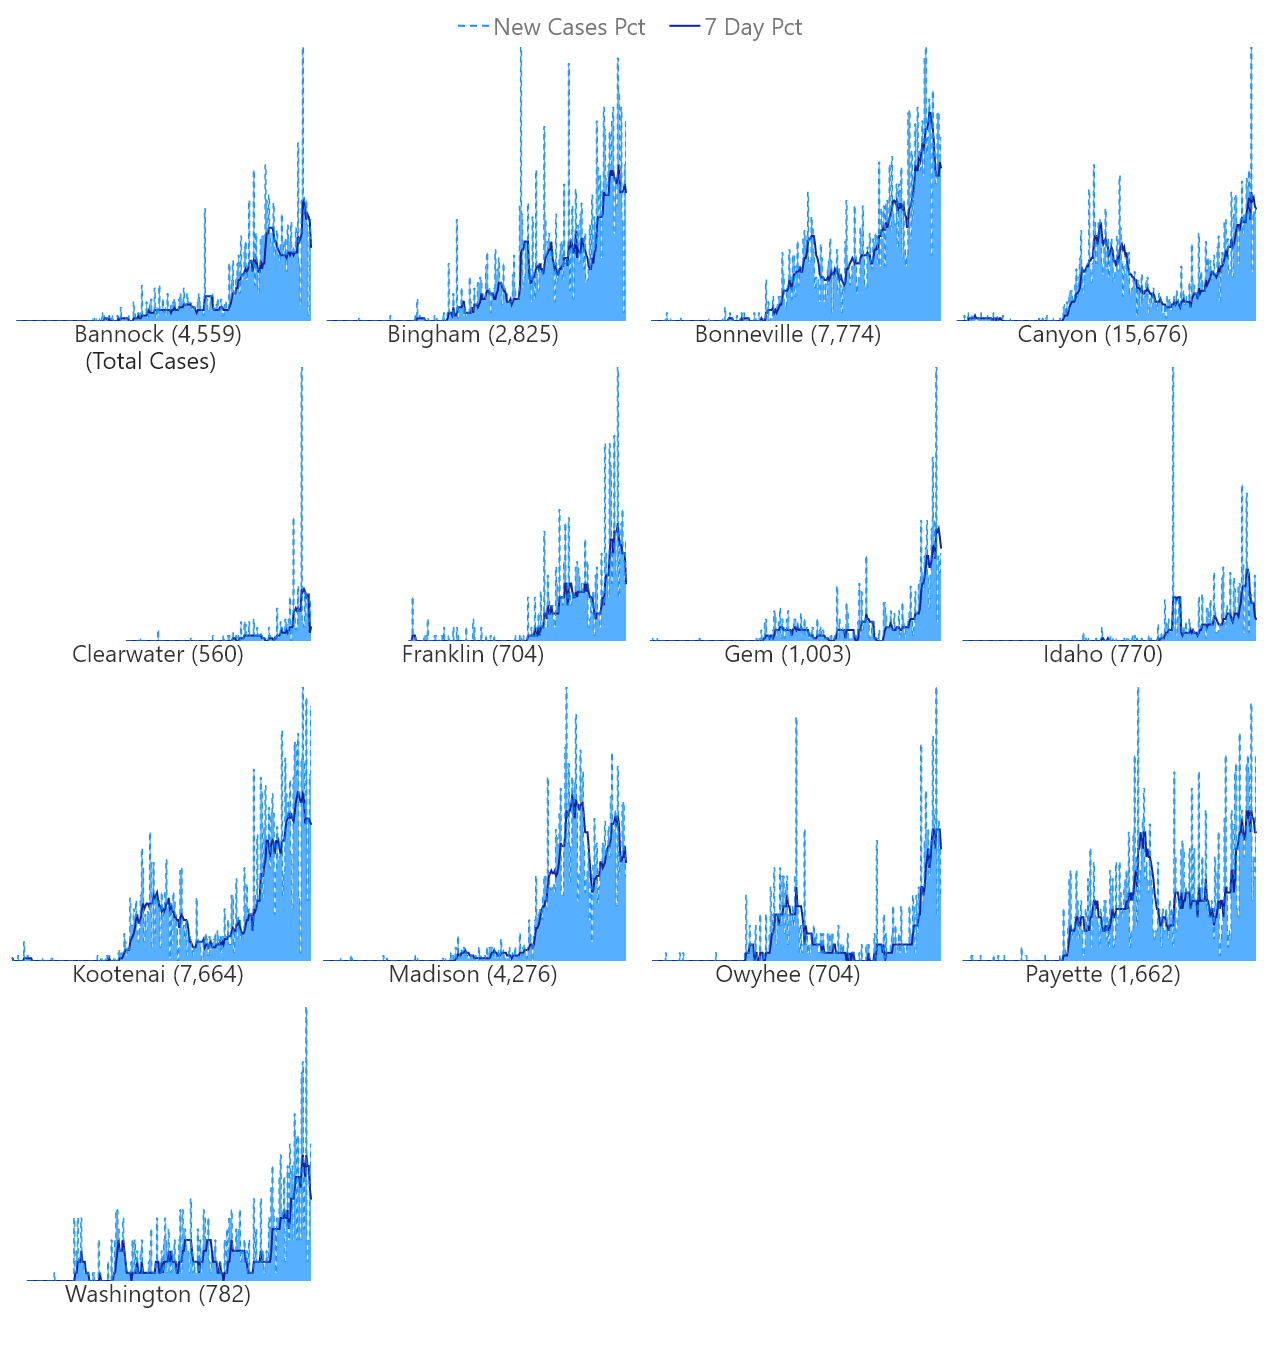 New Cases Pct 7 Day Pct
Bannock (4,559) Bingham (2,825) Bonneville (7,774) Canyon (15,676)
(Total Cases)
Clearwater (560) Franklin (704) Gem (1,003) Idaho (770)
Kootenai (7,664) Madison (4,276) Owyhee (704) Payette (1,662)
Washington (782)